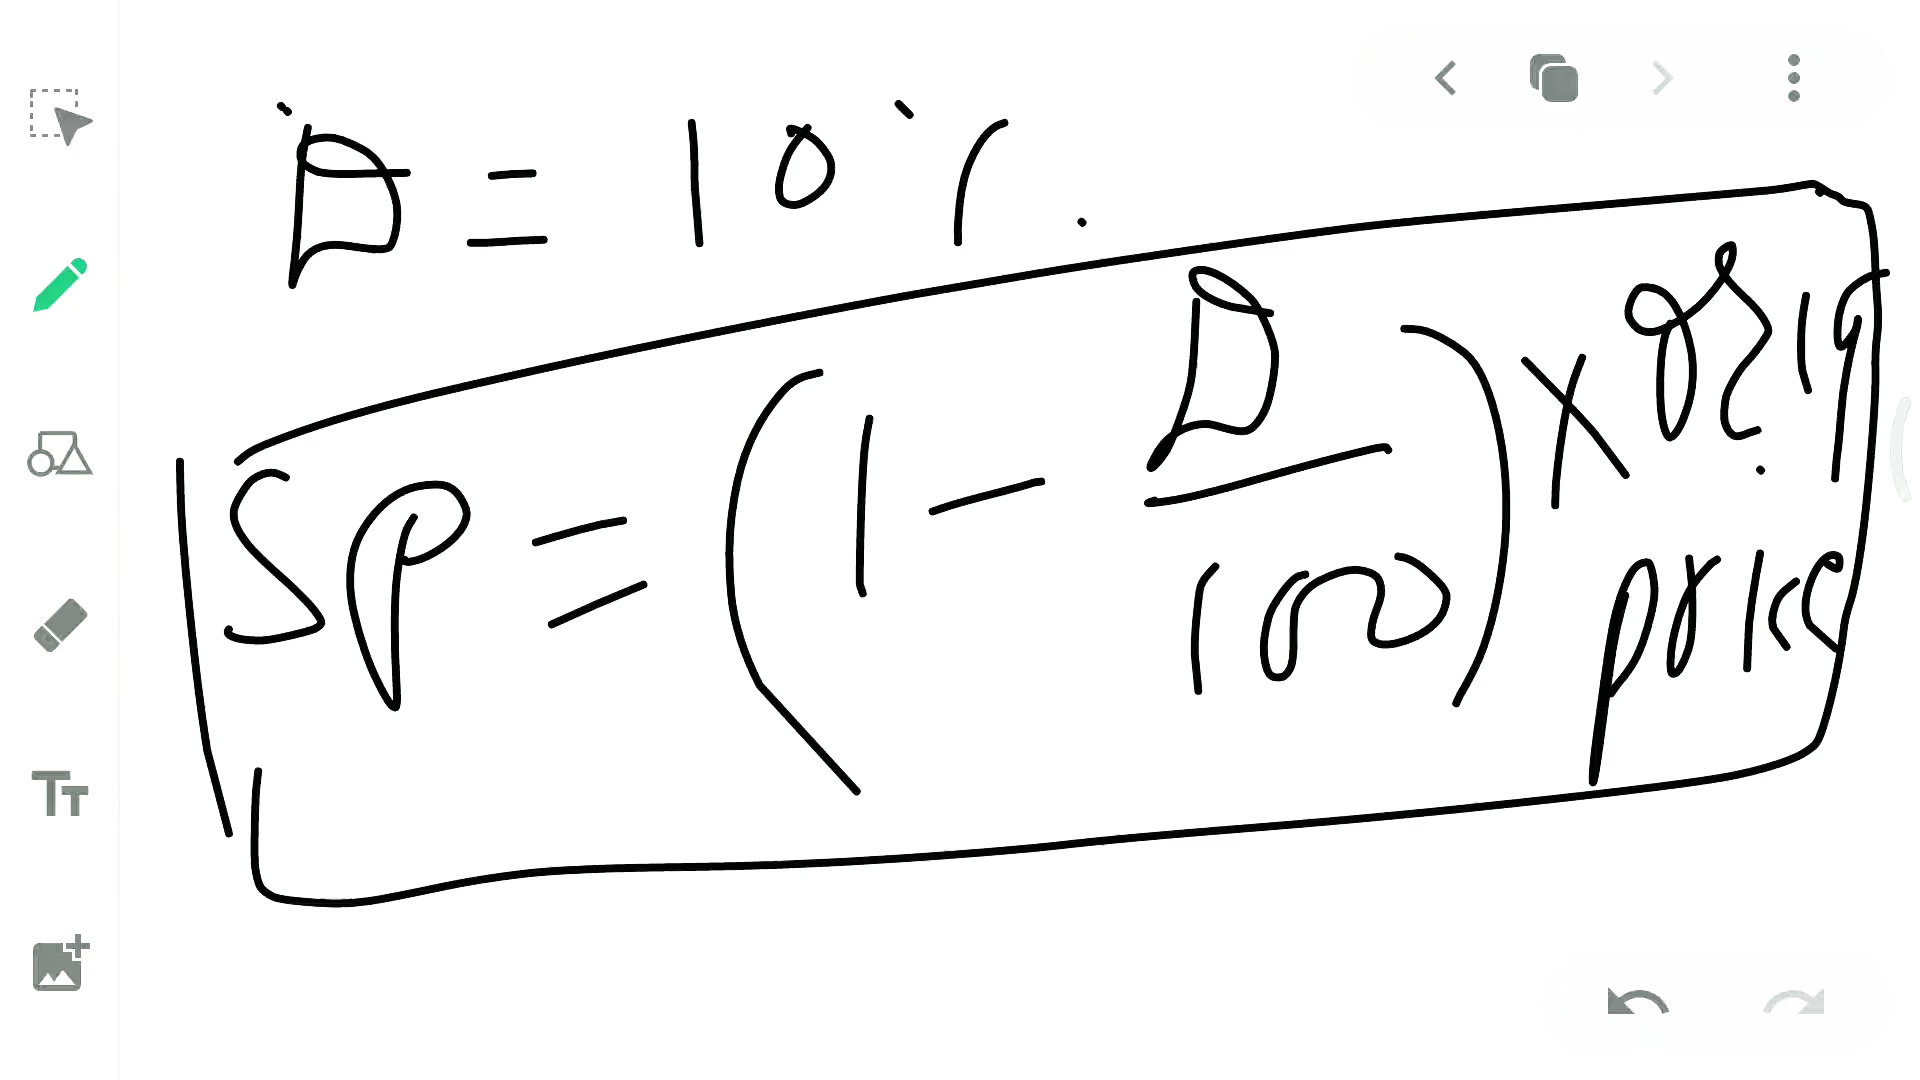 D = 10%.
SP = (1 - D/100) × Orig. price